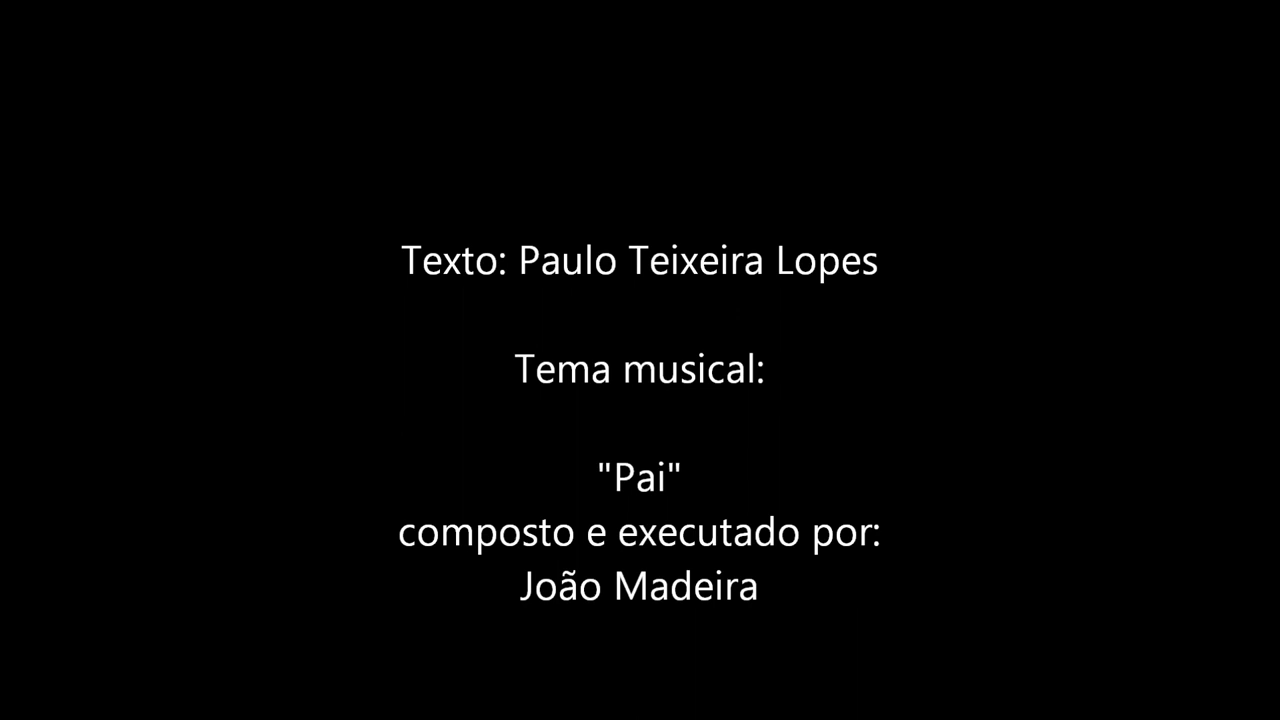 Texto: Paulo Teixeira Lopes
Tema musical:
"Pai"
composto e executado por:
João Madeira